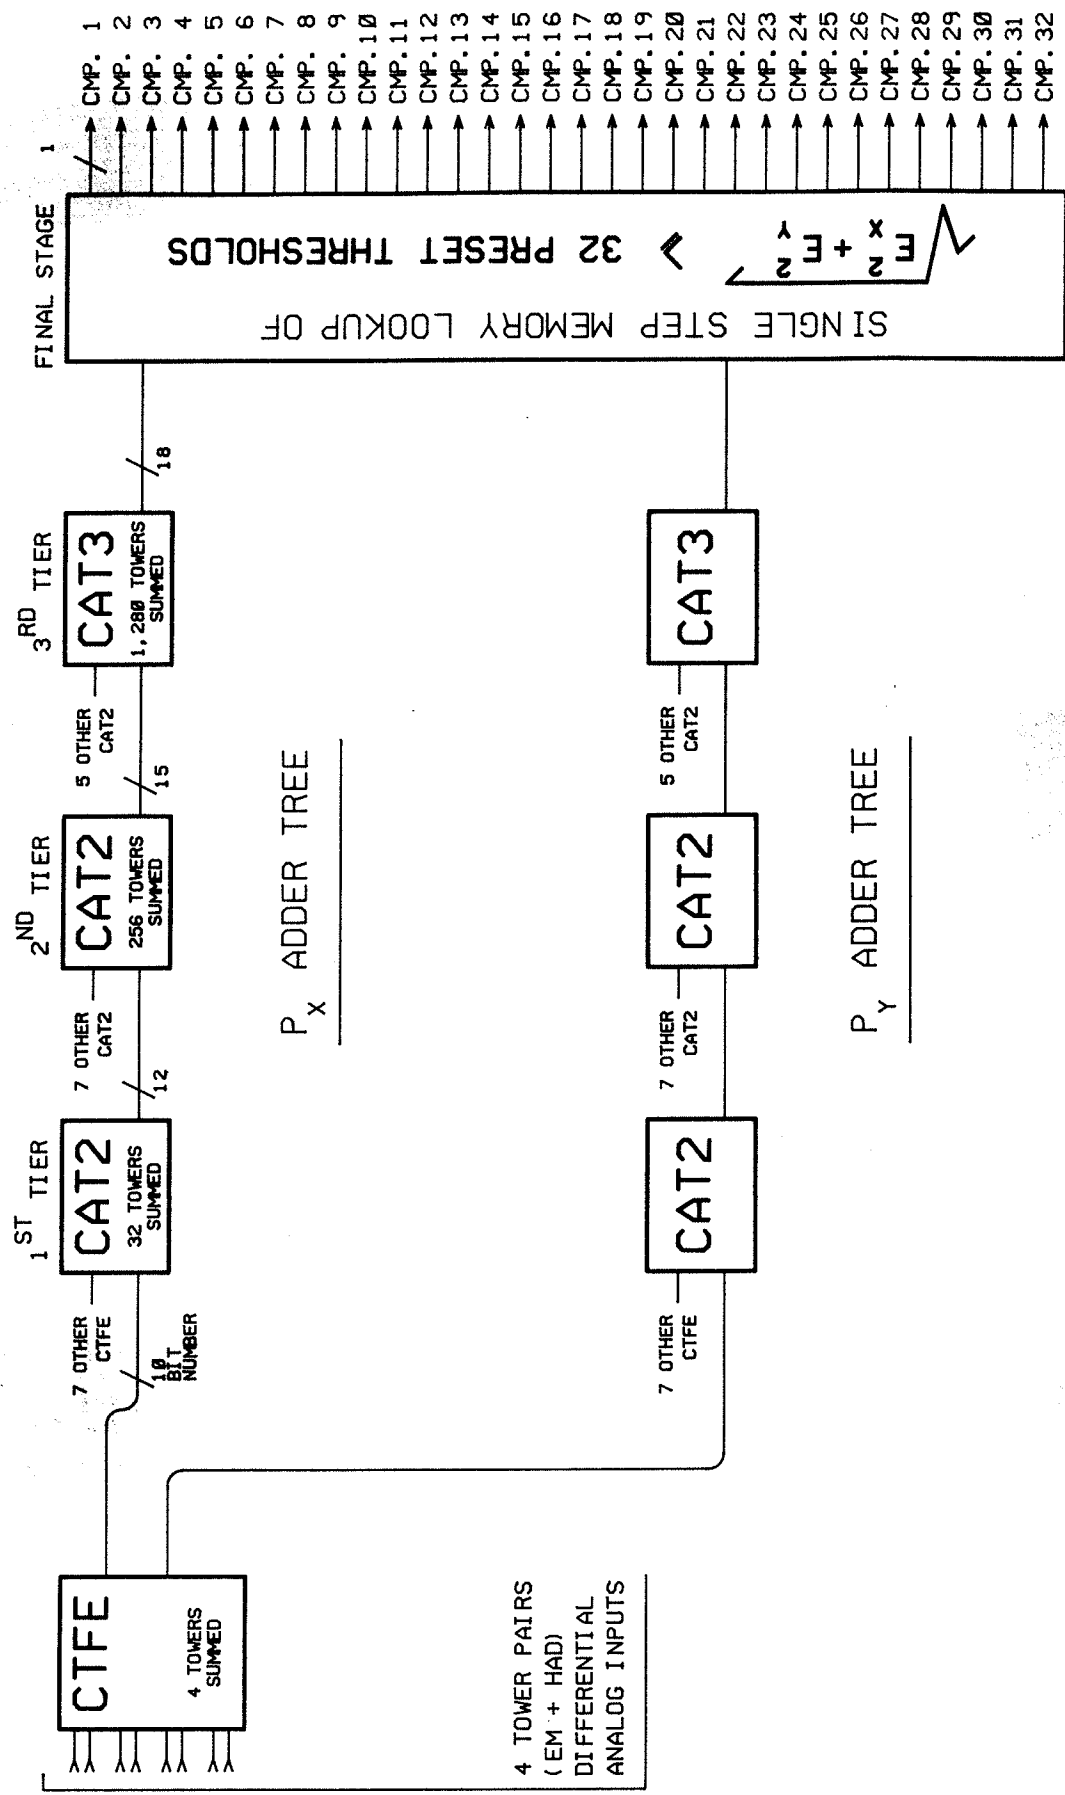 CTFE
4 TOWERS
SUMMED
4 TOWER PAIRS
(EM + HAD)
DIFFERENTIAL
ANALOG INPUTS
1ST TIER
7 OTHER
CTFE
10
BIT
NUMBER
CAT2
32 TOWERS
SUMMED
2ND TIER
7 OTHER
CAT2
12
CAT2
256 TOWERS
SUMMED
3RD TIER
5 OTHER
CAT2
15
CAT3
1,280 TOWERS
SUMMED
18
PX ADDER TREE
7 OTHER
CTFE
CAT2
7 OTHER
CAT2
CAT2
5 OTHER
CAT2
CAT3
PY ADDER TREE
FINAL STAGE
SINGLE STEP MEMORY LOOKUP OF
√EX² + EY² ≥ 32 PRESET THRESHOLDS
1
CMP. 1
CMP. 2
CMP. 3
CMP. 4
CMP. 5
CMP. 6
CMP. 7
CMP. 8
CMP. 9
CMP.10
CMP.11
CMP.12
CMP.13
CMP.14
CMP.15
CMP.16
CMP.17
CMP.18
CMP.19
CMP.20
CMP.21
CMP.22
CMP.23
CMP.24
CMP.25
CMP.26
CMP.27
CMP.28
CMP.29
CMP.30
CMP.31
CMP.32